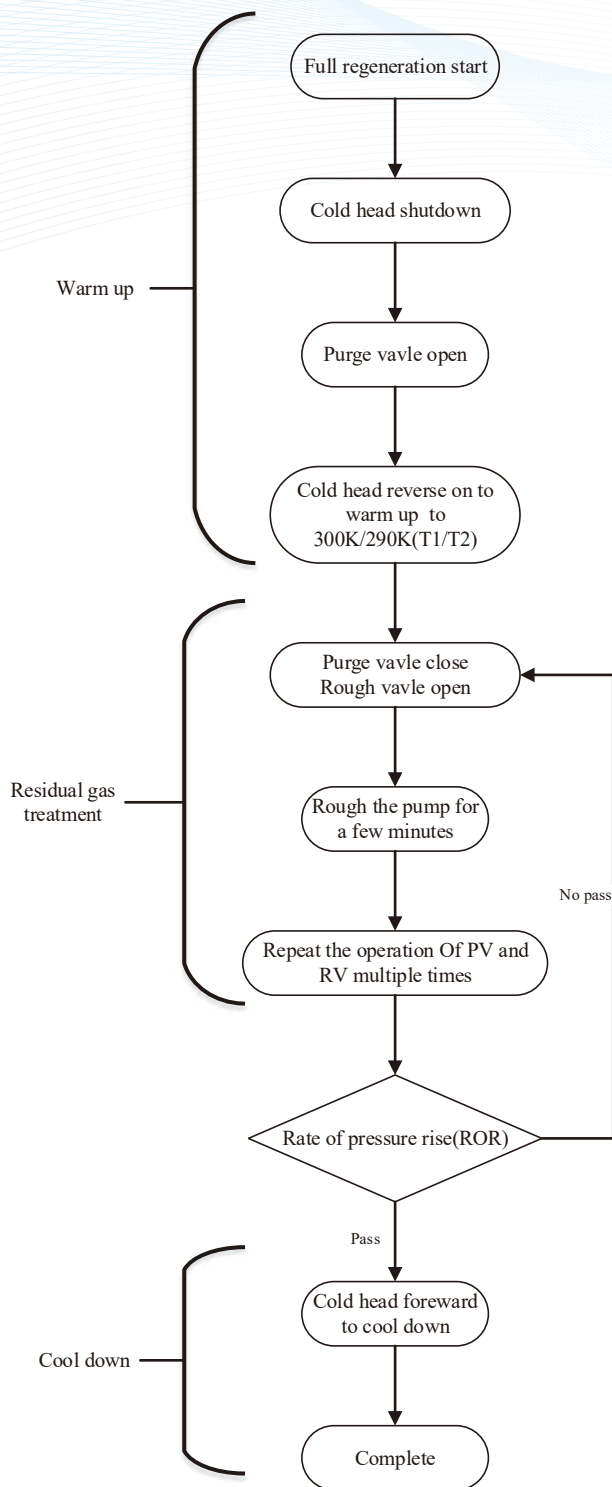 Full regeneration start
Cold head shutdown
Warm up
Purge vavle open
Cold head reverse on to
warm up to
300K/290K(T1/T2)
Purge vavle close
Rough vavle open
Residual gas
treatment
Rough the pump for
a few minutes
No pass
Repeat the operation Of PV and
RV multiple times
Rate of pressure rise(ROR)
Pass
Cold head foreward
to cool down
Cool down
Complete